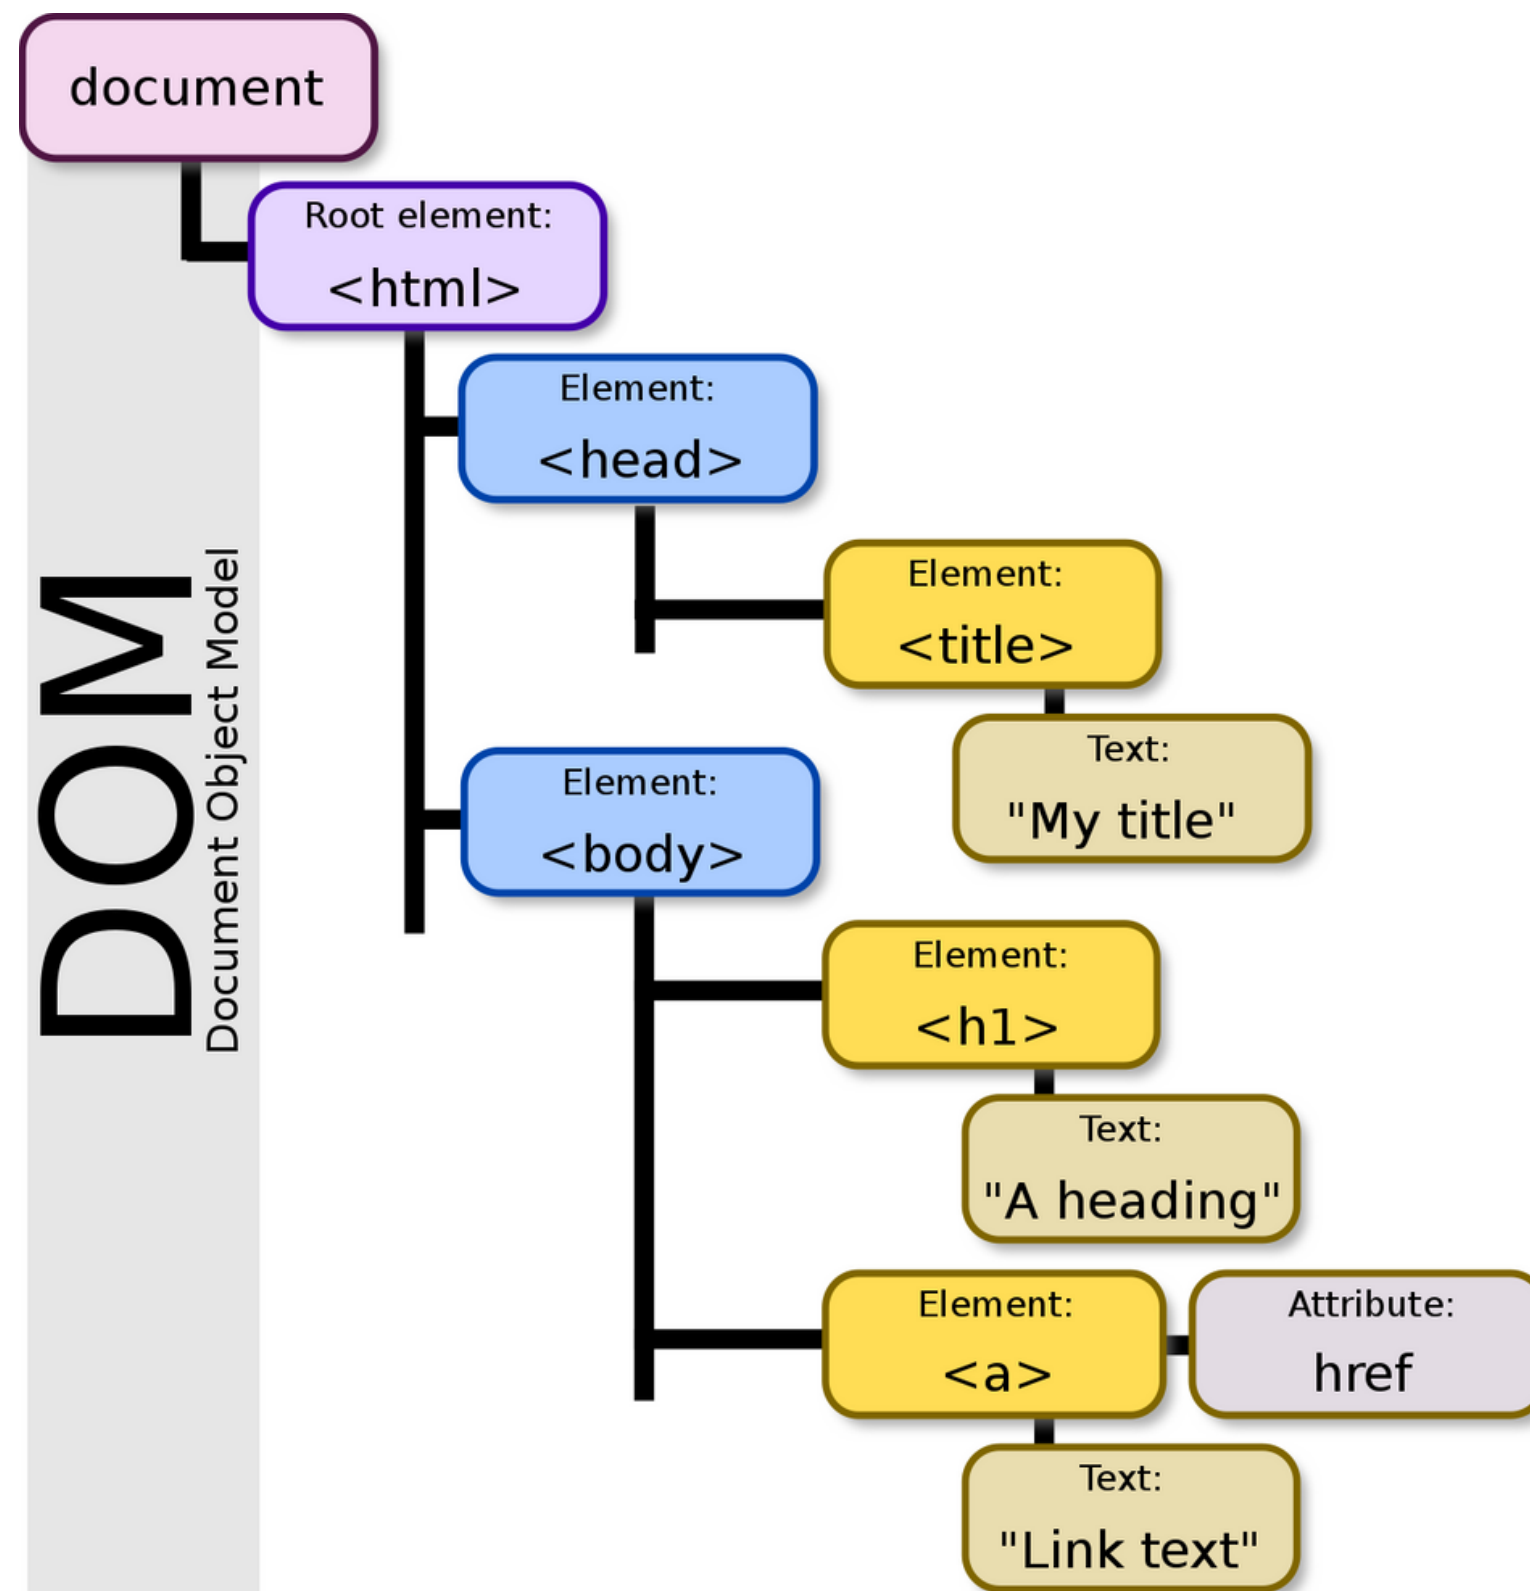 document
Root element:
<html>
Element:
<head>
Element:
<title>
Text:
"My title"
Element:
<body>
Element:
<h1>
Text:
"A heading"
Element:
<a>
Attribute:
href
Text:
"Link text"
DOM
Document Object Model